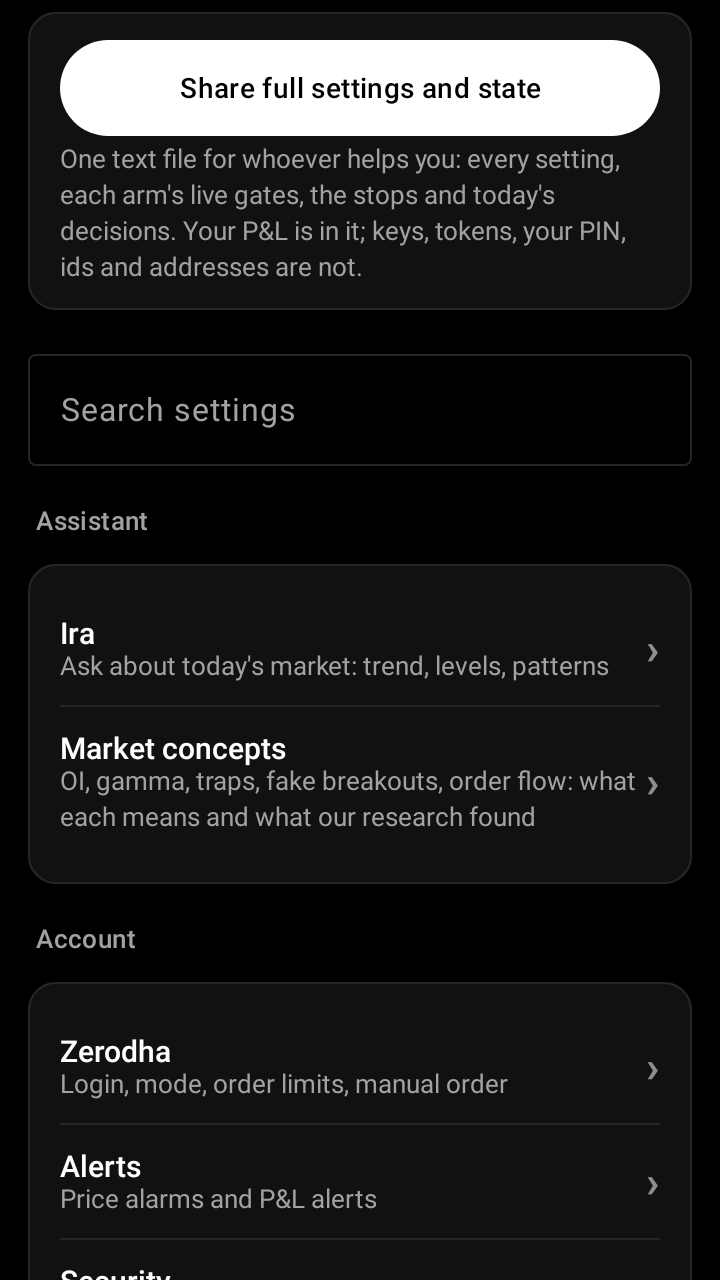 Share full settings and state
One text file for whoever helps you: every setting,
each arm's live gates, the stops and today's
decisions. Your P&L is in it; keys, tokens, your PIN,
ids and addresses are not.
Search settings
Assistant
Ira
Ask about today's market: trend, levels, patterns
Market concepts
OI, gamma, traps, fake breakouts, order flow: what
each means and what our research found
Account
Zerodha
Login, mode, order limits, manual order
Alerts
Price alarms and P&L alerts
Security